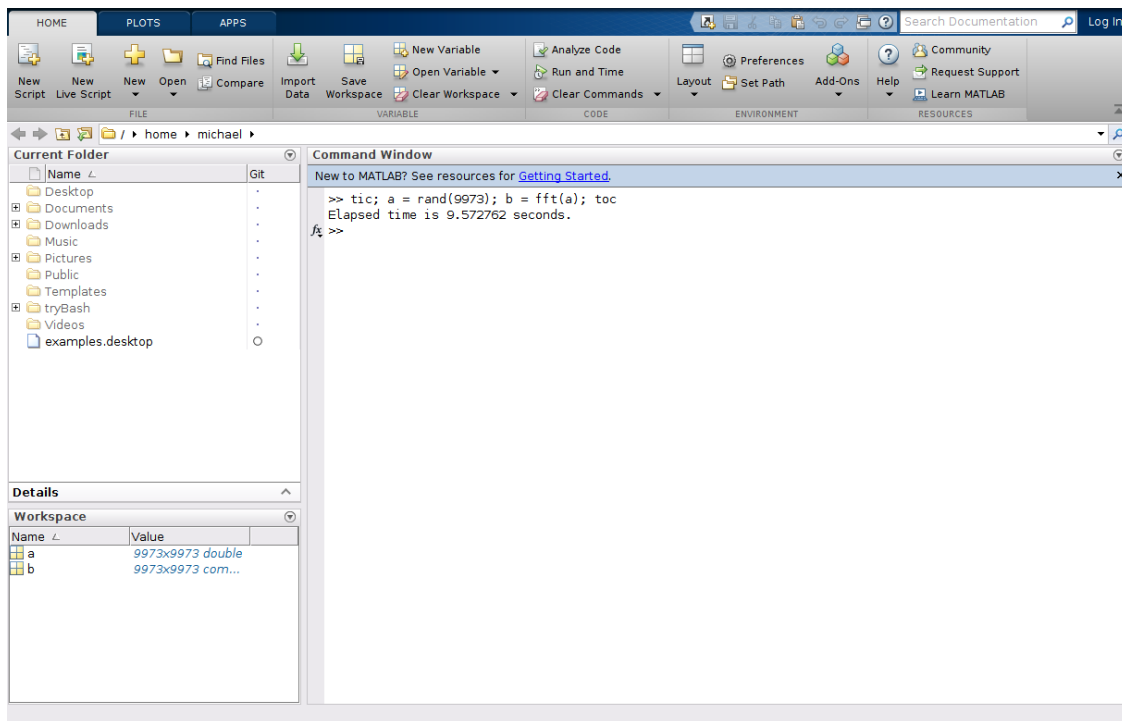 HOME PLOTS APPS Search Documentation Log In
New Script
New Live Script
New
Open
Find Files
Compare
FILE
Import Data
Save Workspace
New Variable
Open Variable
Clear Workspace
VARIABLE
Analyze Code
Run and Time
Clear Commands
CODE
Layout
Preferences
Set Path
Add-Ons
ENVIRONMENT
Help
Community
Request Support
Learn MATLAB
RESOURCES
/ home michael
Current Folder
Name Git
Desktop
Documents
Downloads
Music
Pictures
Public
Templates
tryBash
Videos
examples.desktop
Details
Workspace
Name Value
a 9973x9973 double
b 9973x9973 com...
Command Window
New to MATLAB? See resources for Getting Started.
>> tic; a = rand(9973); b = fft(a); toc
Elapsed time is 9.572762 seconds.
fx >>